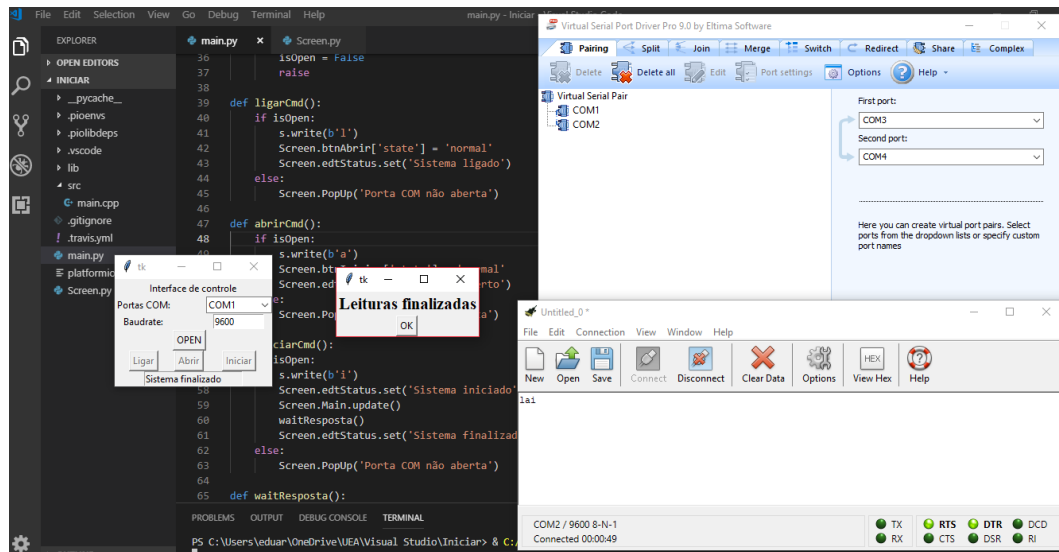 File Edit Selection View Go Debug Terminal Help
main.py - Iniciar
EXPLORER
OPEN EDITORS
INICIAR
__pycache__
.pioenvs
.piolibdeps
.vscode
lib
src
main.cpp
.gitignore
.travis.yml
main.py
platformio
Screen.py
main.py × Screen.py
36 isOpen = False
37 raise
38
39 def ligarCmd():
40 if isOpen:
41 s.write(b'l')
42 Screen.btnAbrir['state'] = 'normal'
43 Screen.edtStatus.set('Sistema ligado')
44 else:
45 Screen.PopUp('Porta COM não aberta')
46
47 def abrirCmd():
48 if isOpen:
49 s.write(b'a')
58 Screen.edtStatus.set('Sistema iniciado'
59 Screen.Main.update()
60 waitResposta()
61 Screen.edtStatus.set('Sistema finalizad
62 else:
63 Screen.PopUp('Porta COM não aberta')
64
65 def waitResposta():
isOpen:
s.write(b'i')
PROBLEMS OUTPUT DEBUG CONSOLE TERMINAL
PS C:\Users\eduar\OneDrive\UEA\Visual Studio\Iniciar> & C:/
tk
Interface de controle
Portas COM: COM1
Baudrate: 9600
OPEN
Ligar Abrir Iniciar
Sistema finalizado
tk
Leituras finalizadas
OK
Virtual Serial Port Driver Pro 9.0 by Eltima Software
Pairing Split Join Merge Switch Redirect Share Complex
Delete Delete all Edit Port settings Options Help
Virtual Serial Pair
COM1
COM2
First port:
COM3
Second port:
COM4
Here you can create virtual port pairs. Select
ports from the dropdown lists or specify custom
port names
Untitled_0 *
File Edit Connection View Window Help
New Open Save Connect Disconnect Clear Data Options HEX View Hex Help
lai
COM2 / 9600 8-N-1
Connected 00:00:49
TX RTS DTR DCD
RX CTS DSR RI